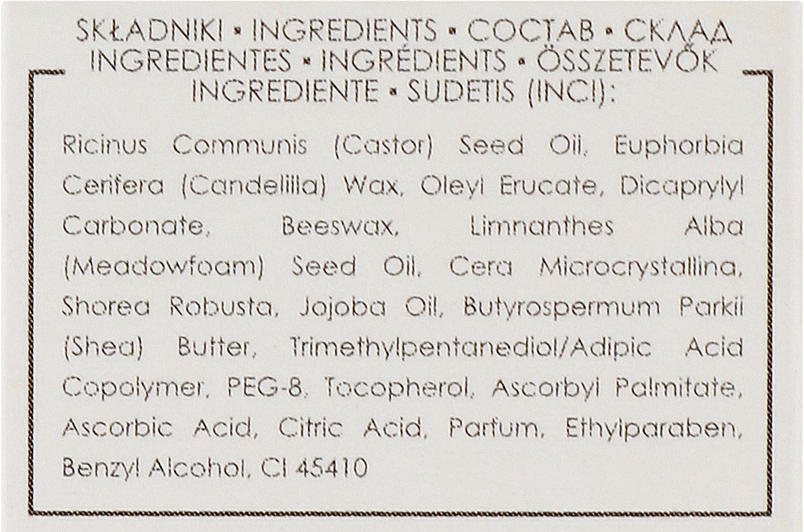 SKŁADNIKI ▪ INGREDIENTS ▪ СОСТАВ ▪ СКЛАД
INGREDIENTES ▪ INGRÉDIENTS ▪ ÖSSZETEVŐK
INGREDIENTE ▪ SUDETIS (INCI):
Ricinus Communis (Castor) Seed Oil, Euphorbia
Cerifera (Candelilla) Wax, Oleyl Erucate, Dicaprylyl
Carbonate, Beeswax, Limnanthes Alba
(Meadowfoam) Seed Oil, Cera Microcrystallina,
Shorea Robusta, Jojoba Oil, Butyrospermum Parkii
(Shea) Butter, Trimethylpentanediol/Adipic Acid
Copolymer, PEG-8, Tocopherol, Ascorbyl Palmitate,
Ascorbic Acid, Citric Acid, Parfum, Ethylparaben,
Benzyl Alcohol, CI 45410